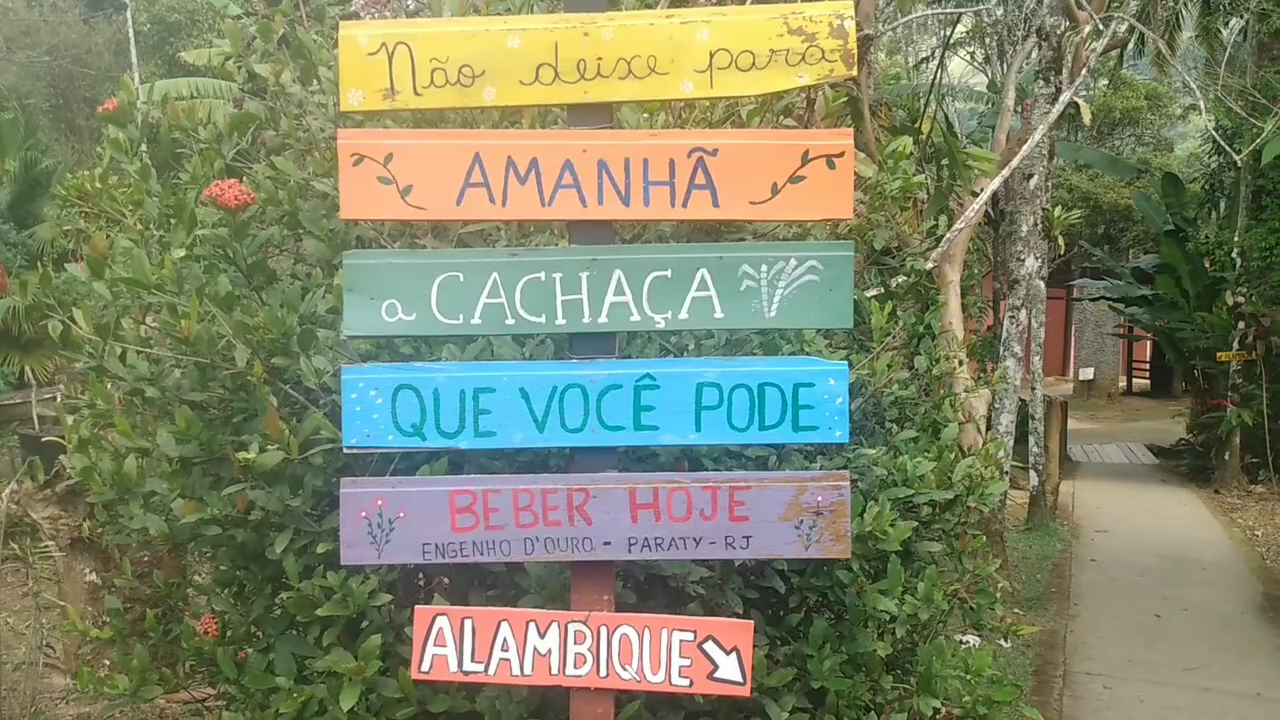 Não deixe para
AMANHÃ
a CACHAÇA
QUE VOCÊ PODE
BEBER HOJE
ENGENHO D'OURO - PARATY - RJ
ALAMBIQUE